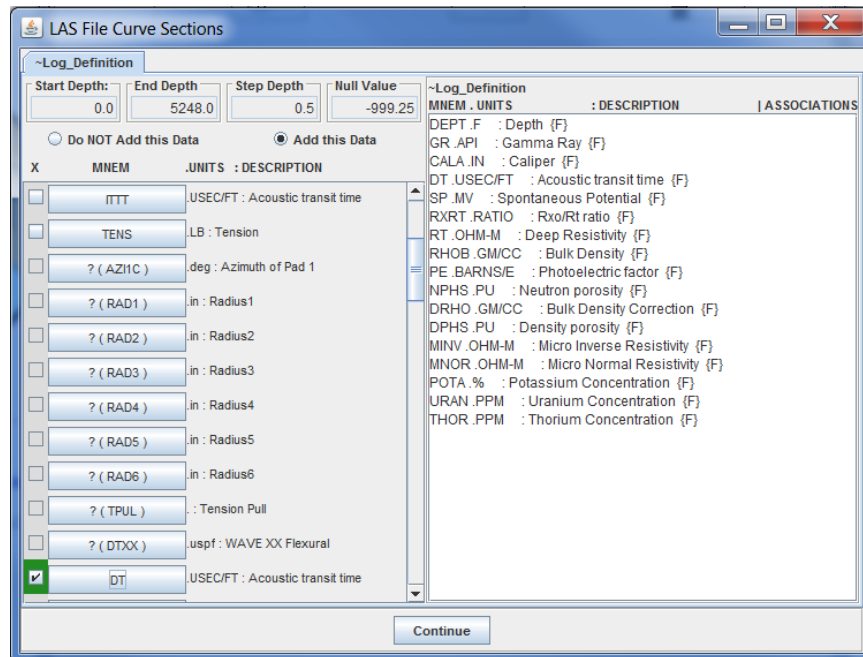 LAS File Curve Sections
~Log_Definition
Start Depth: End Depth Step Depth Null Value
0.0 5248.0 0.5 -999.25
Do NOT Add this Data Add this Data
X MNEM .UNITS : DESCRIPTION
ITTT .USEC/FT : Acoustic transit time
TENS .LB : Tension
? ( AZI1C ) .deg : Azimuth of Pad 1
? ( RAD1 ) .in : Radius1
? ( RAD2 ) .in : Radius2
? ( RAD3 ) .in : Radius3
? ( RAD4 ) .in : Radius4
? ( RAD5 ) .in : Radius5
? ( RAD6 ) .in : Radius6
? ( TPUL ) . : Tension Pull
? ( DTXX ) .uspf : WAVE XX Flexural
DT .USEC/FT : Acoustic transit time
~Log_Definition
MNEM . UNITS : DESCRIPTION | ASSOCIATIONS
DEPT .F : Depth {F}
GR .API : Gamma Ray {F}
CALA .IN : Caliper {F}
DT .USEC/FT : Acoustic transit time {F}
SP .MV : Spontaneous Potential {F}
RXRT .RATIO : Rxo/Rt ratio {F}
RT .OHM-M : Deep Resistivity {F}
RHOB .GM/CC : Bulk Density {F}
PE .BARNS/E : Photoelectric factor {F}
NPHS .PU : Neutron porosity {F}
DRHO .GM/CC : Bulk Density Correction {F}
DPHS .PU : Density porosity {F}
MINV .OHM-M : Micro Inverse Resistivity {F}
MNOR .OHM-M : Micro Normal Resistivity {F}
POTA .% : Potassium Concentration {F}
URAN .PPM : Uranium Concentration {F}
THOR .PPM : Thorium Concentration {F}
Continue